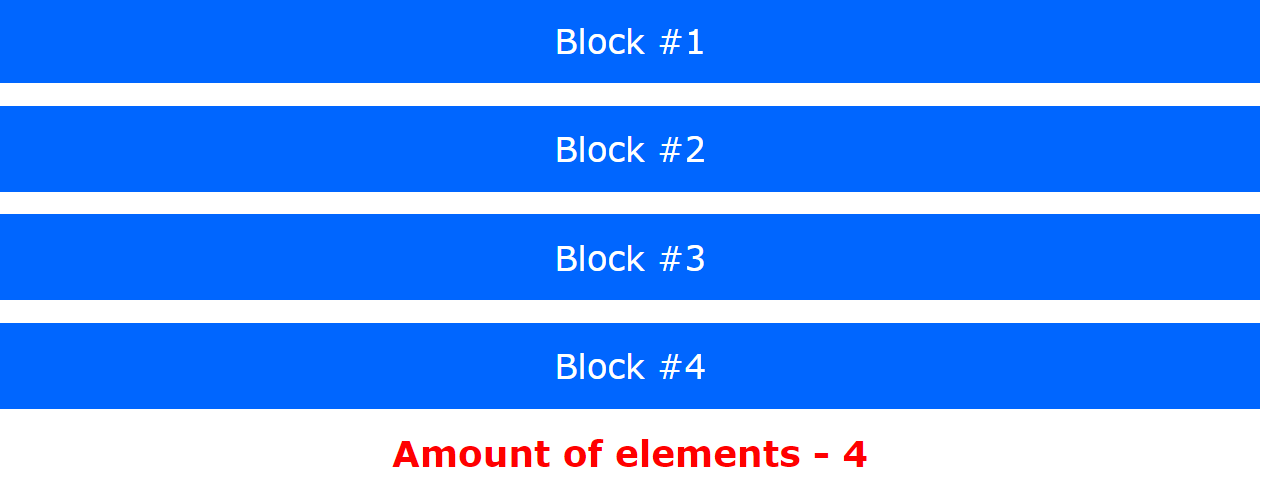 Block #1
Block #2
Block #3
Block #4
Amount of elements - 4